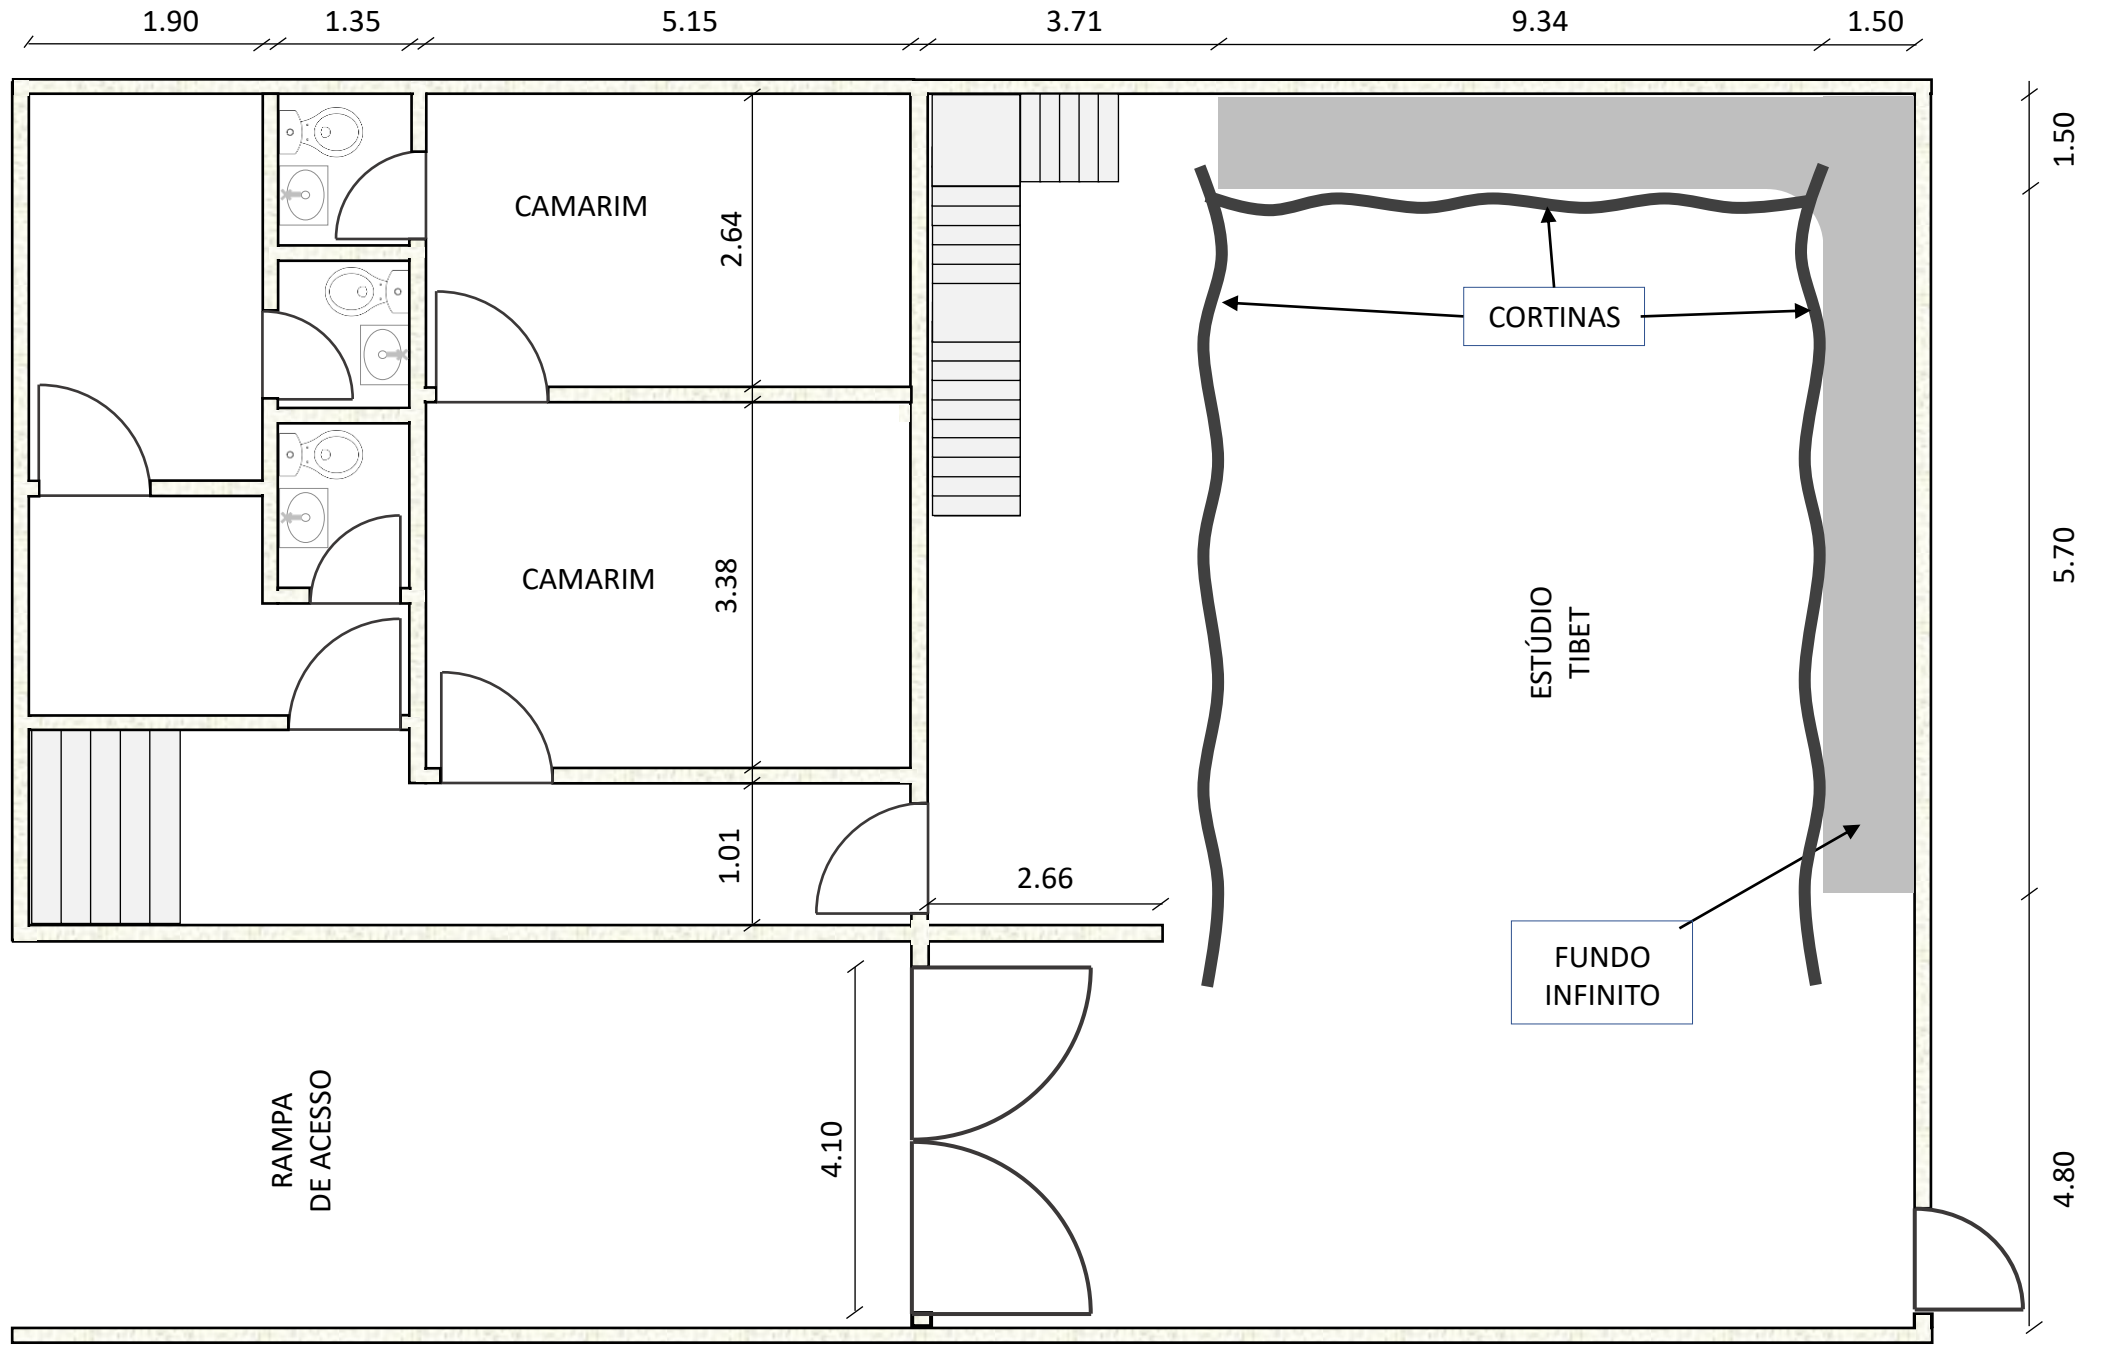 1.90
1.35
5.15
3.71
9.34
1.50
1.50
CAMARIM
2.64
CORTINAS
CAMARIM
3.38
ESTÚDIO
TIBET
5.70
1.01
2.66
FUNDO
INFINITO
RAMPA
DE ACESSO
4.10
4.80